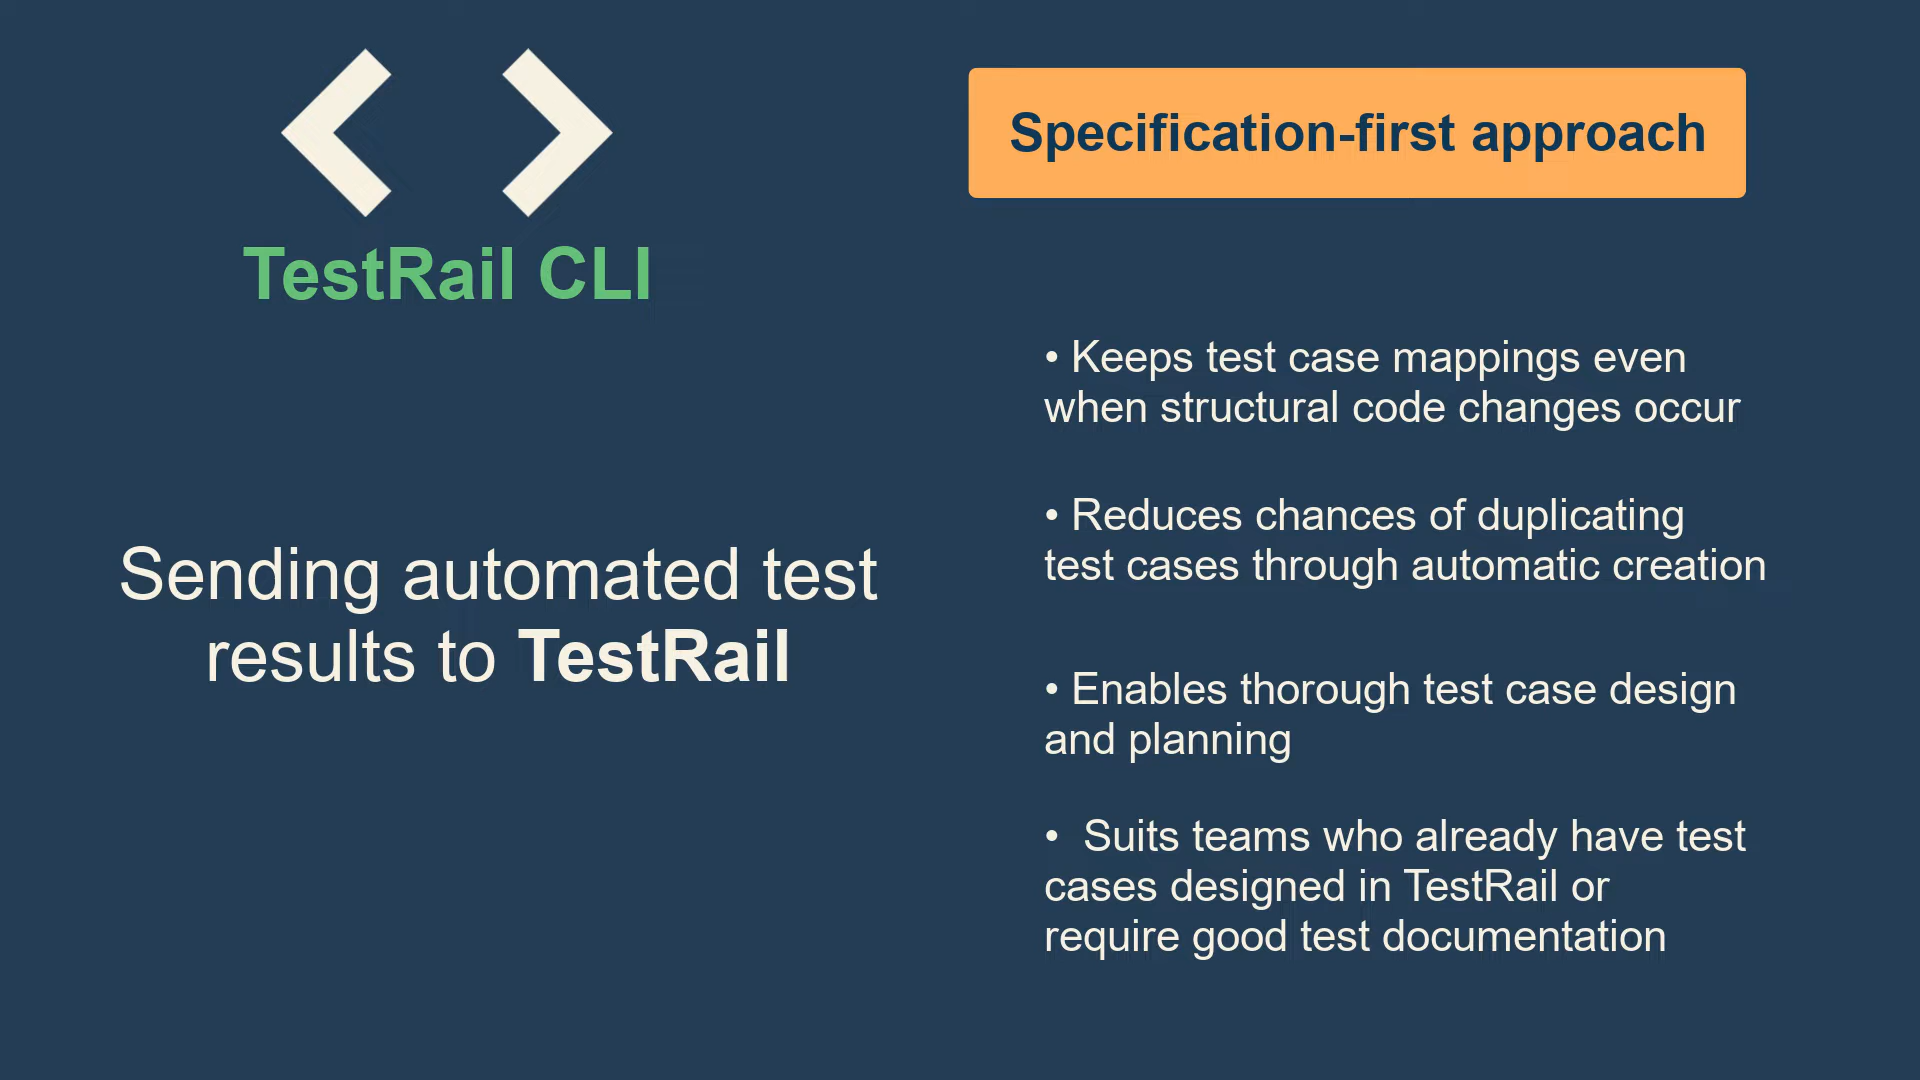 TestRail CLI
Sending automated test
results to TestRail
Specification-first approach
• Keeps test case mappings even
when structural code changes occur
• Reduces chances of duplicating
test cases through automatic creation
• Enables thorough test case design
and planning
• Suits teams who already have test
cases designed in TestRail or
require good test documentation